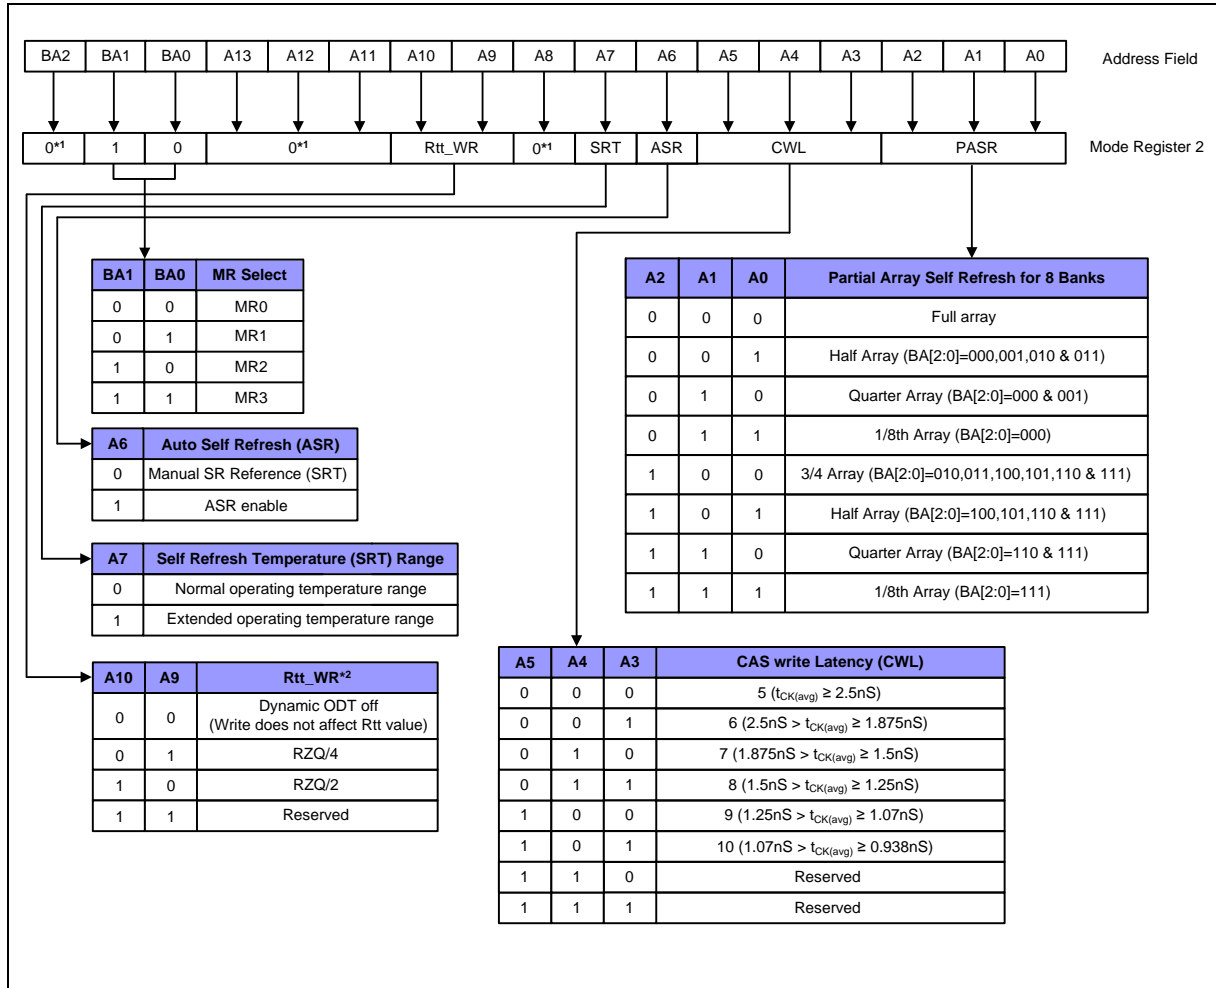 BA2 BA1 BA0 A13 A12 A11 A10 A9 A8 A7 A6 A5 A4 A3 A2 A1 A0 Address Field
0*1 1 0 0*1 Rtt_WR 0*1 SRT ASR CWL PASR Mode Register 2
BA1 BA0 MR Select
0 0 MR0
0 1 MR1
1 0 MR2
1 1 MR3
A6 Auto Self Refresh (ASR)
0 Manual SR Reference (SRT)
1 ASR enable
A7 Self Refresh Temperature (SRT) Range
0 Normal operating temperature range
1 Extended operating temperature range
A10 A9 Rtt_WR*2
0 0 Dynamic ODT off
(Write does not affect Rtt value)
0 1 RZQ/4
1 0 RZQ/2
1 1 Reserved
A2 A1 A0 Partial Array Self Refresh for 8 Banks
0 0 0 Full array
0 0 1 Half Array (BA[2:0]=000,001,010 & 011)
0 1 0 Quarter Array (BA[2:0]=000 & 001)
0 1 1 1/8th Array (BA[2:0]=000)
1 0 0 3/4 Array (BA[2:0]=010,011,100,101,110 & 111)
1 0 1 Half Array (BA[2:0]=100,101,110 & 111)
1 1 0 Quarter Array (BA[2:0]=110 & 111)
1 1 1 1/8th Array (BA[2:0]=111)
A5 A4 A3 CAS write Latency (CWL)
0 0 0 5 (tCK(avg) ≥ 2.5nS)
0 0 1 6 (2.5nS > tCK(avg) ≥ 1.875nS)
0 1 0 7 (1.875nS > tCK(avg) ≥ 1.5nS)
0 1 1 8 (1.5nS > tCK(avg) ≥ 1.25nS)
1 0 0 9 (1.25nS > tCK(avg) ≥ 1.07nS)
1 0 1 10 (1.07nS > tCK(avg) ≥ 0.938nS)
1 1 0 Reserved
1 1 1 Reserved